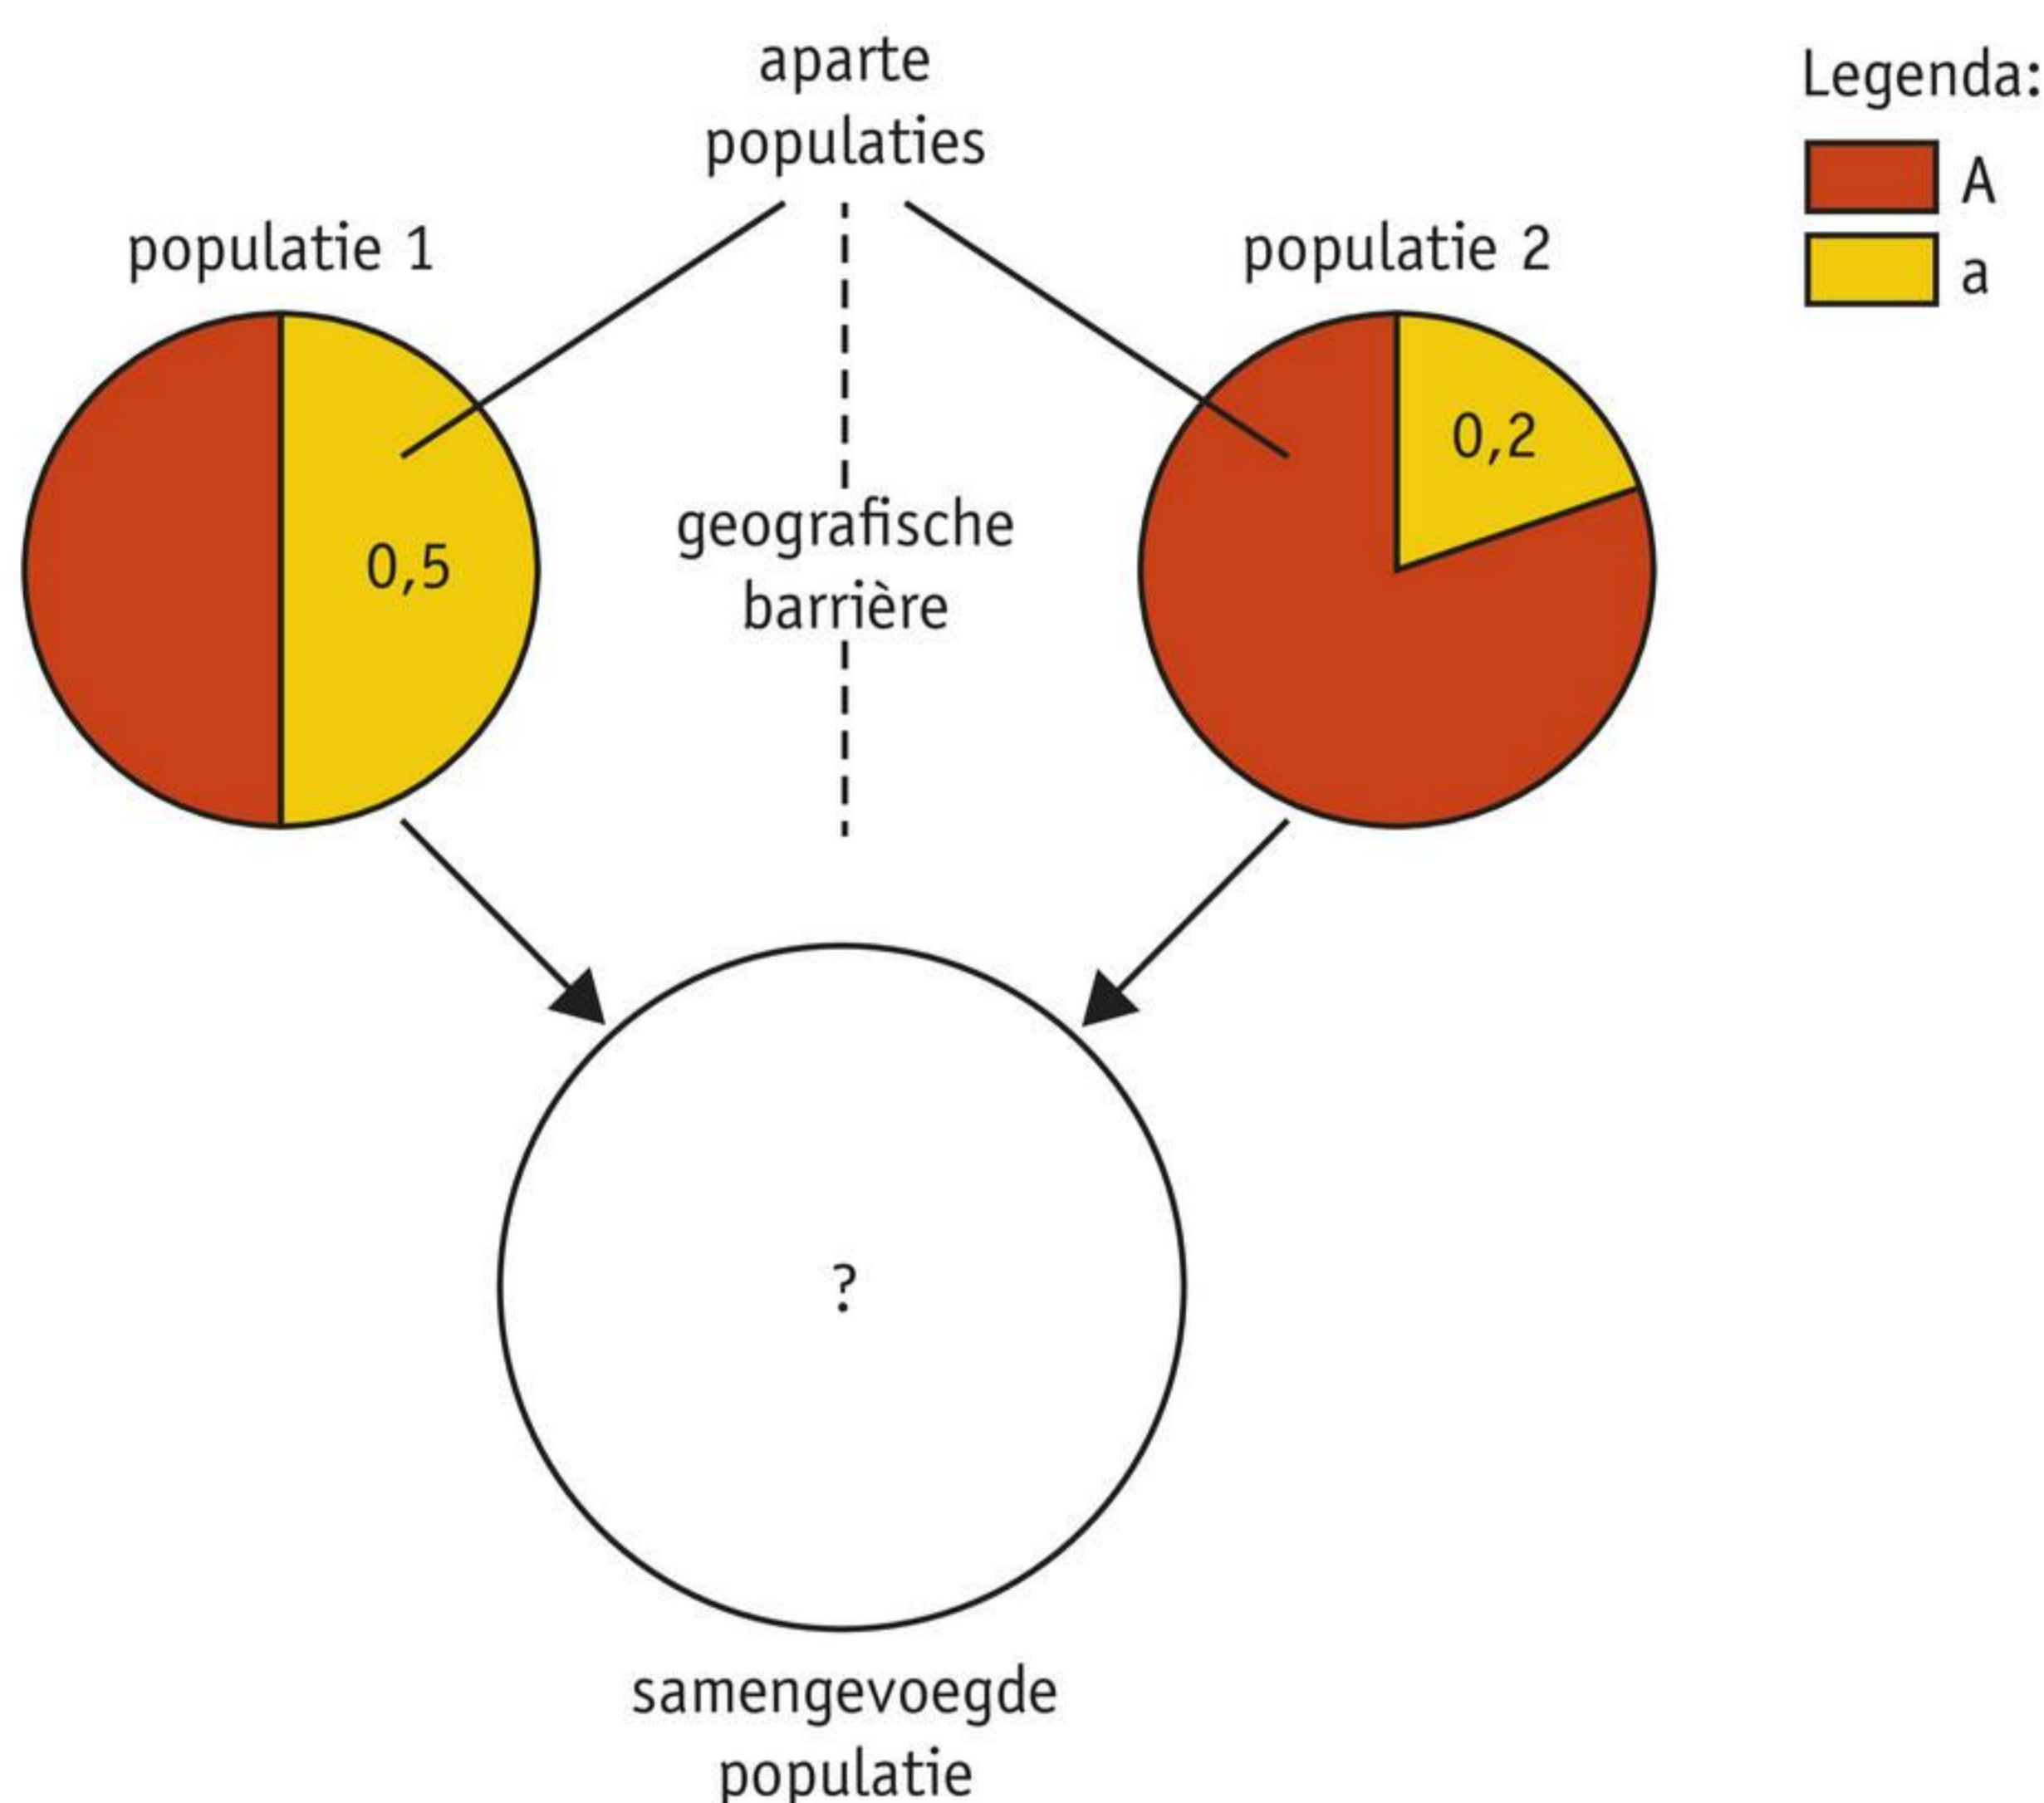 aparte
populaties
Legenda:
A
a
populatie 1
populatie 2
0,2
0,5
geografische
barrière
?
samengevoegde
populatie